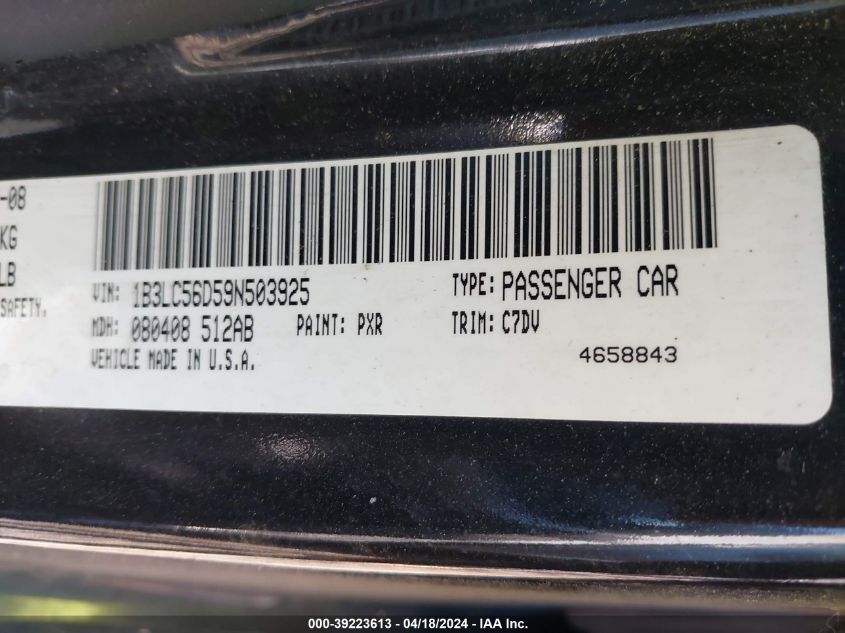 -08
KG
LB
SAFETY.
VIN: 1B3LC56D59N503925 TYPE: PASSENGER CAR
MDH: 080408 512AB PAINT: PXR TRIM: C7DV
VEHICLE MADE IN U.S.A. 4658843
000-39223613 - 04/18/2024 - IAA Inc.